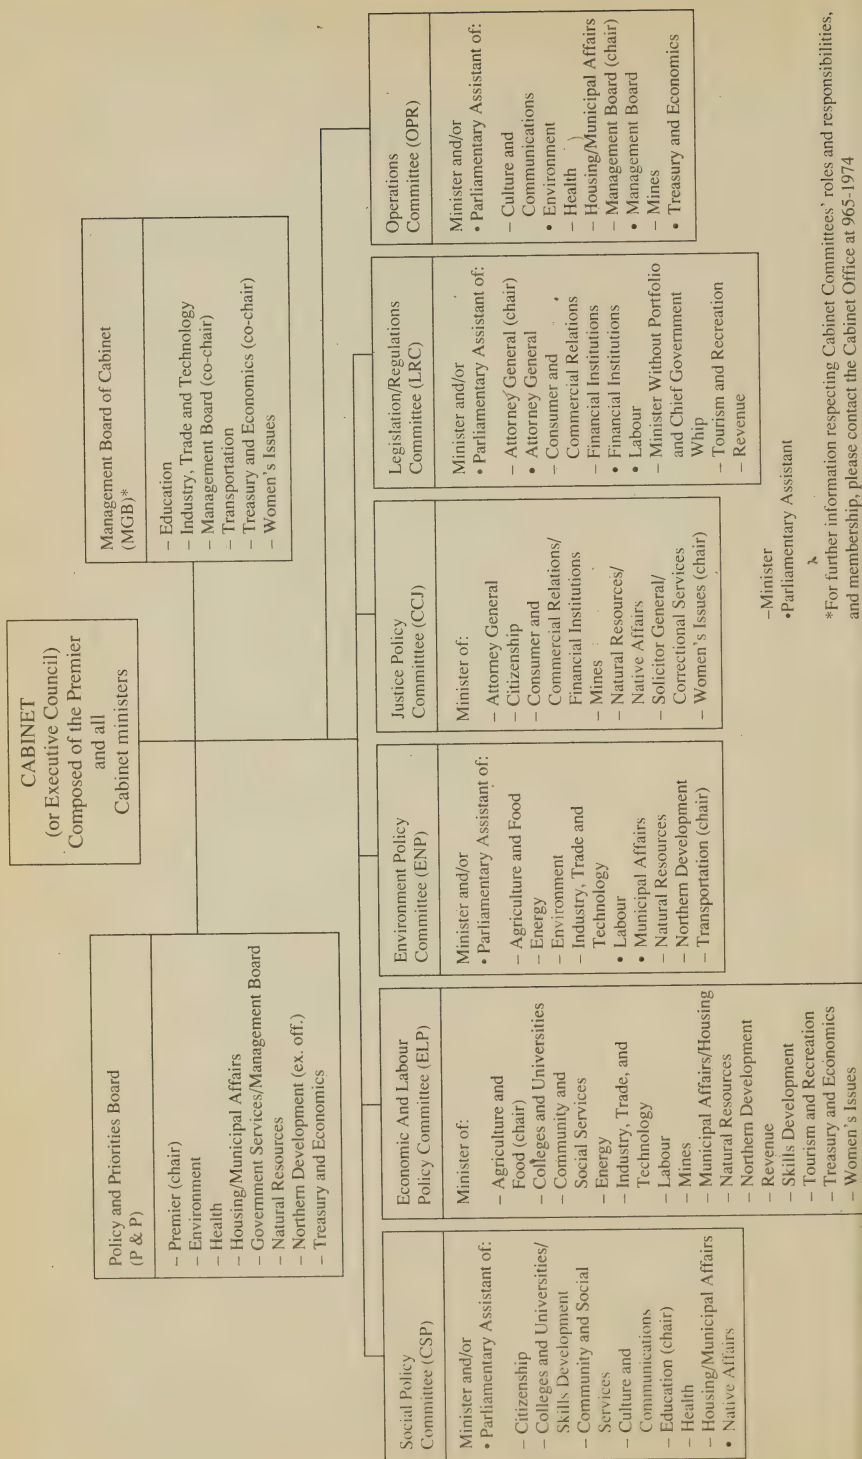 CABINET
(or Executive Council)
Composed of the Premier
and all
Cabinet ministers
Policy and Priorities Board
(P & P)
– Premier (chair)
– Environment
– Health
– Housing/Municipal Affairs
– Government Services/Management Board
– Natural Resources
– Northern Development (ex. off.)
– Treasury and Economics
Management Board of Cabinet
(MGB)*
– Education
– Industry, Trade and Technology
– Management Board (co-chair)
– Transportation
– Treasury and Economics (co-chair)
– Women's Issues
Social Policy
Committee (CSP)
Minister and/or
• Parliamentary Assistant of:
– Citizenship
– Colleges and Universities/
Skills Development
– Community and Social
Services
– Culture and
Communications
– Education (chair)
– Health
– Housing/Municipal Affairs
• Native Affairs
Economic And Labour
Policy Committee (ELP)
Minister of:
– Agriculture and
Food (chair)
– Colleges and Universities
– Community and
Social Services
– Energy
– Industry, Trade, and
Technology
– Labour
– Mines
– Municipal Affairs/Housing
– Natural Resources
– Northern Development
– Revenue
– Skills Development
– Tourism and Recreation
– Treasury and Economics
– Women's Issues
Environment Policy
Committee (ENP)
Minister and/or
• Parliamentary Assistant of:
– Agriculture and Food
– Energy
– Environment
– Industry, Trade and
Technology
• Labour
• Municipal Affairs
– Natural Resources
– Northern Development
– Transportation (chair)
Justice Policy
Committee (CCJ)
Minister of:
– Attorney General
– Citizenship
– Consumer and
Commercial Relations/
Financial Institutions
– Mines
– Natural Resources/
Native Affairs
– Solicitor General/
Correctional Services
– Women's Issues (chair)
Legislation/Regulations
Committee (LRC)
Minister and/or
• Parliamentary Assistant of:
– Attorney General (chair)
• Attorney General
– Consumer and
Commercial Relations
– Financial Institutions
• Financial Institutions
• Labour
– Minister Without Portfolio
and Chief Government
Whip
– Tourism and Recreation
– Revenue
Operations
Committee (OPR)
Minister and/or
• Parliamentary Assistant of:
– Culture and
Communications
• Environment
– Health
– Housing/Municipal Affairs
– Management Board (chair)
• Management Board
– Mines
• Treasury and Economics
–Minister
•Parliamentary Assistant
*For further information respecting Cabinet Committees' roles and responsibilities,
and membership, please contact the Cabinet Office at 965-1974